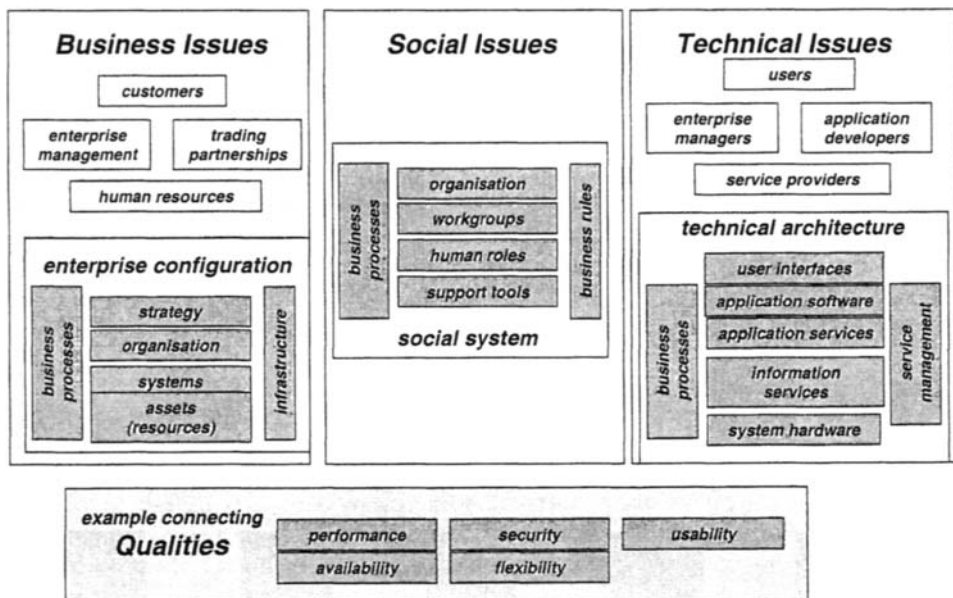 Business Issues
customers
enterprise
management
trading
partnerships
human resources
enterprise configuration
business
processes
strategy
organisation
systems
assets
(resources)
infrastructure
Social Issues
business
processes
organisation
workgroups
human roles
support tools
business rules
social system
Technical Issues
users
enterprise
managers
application
developers
service providers
technical architecture
business
processes
user interfaces
application software
application services
information
services
system hardware
service
management
example connecting
Qualities
performance
security
usability
availability
flexibility